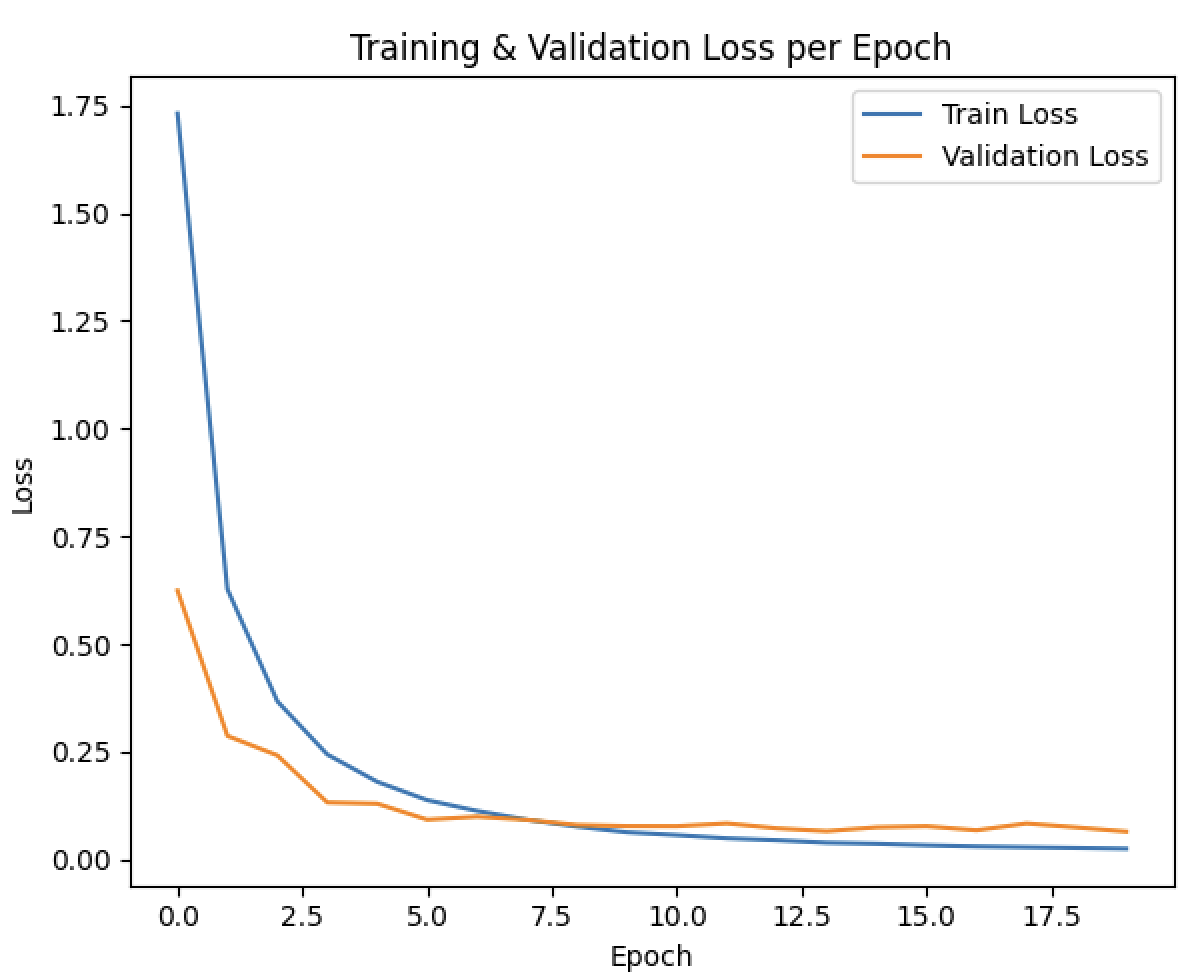 Training & Validation Loss per Epoch
Train Loss
Validation Loss
1.75
1.50
1.25
1.00
0.75
0.50
0.25
0.00
Loss
0.0 2.5 5.0 7.5 10.0 12.5 15.0 17.5
Epoch